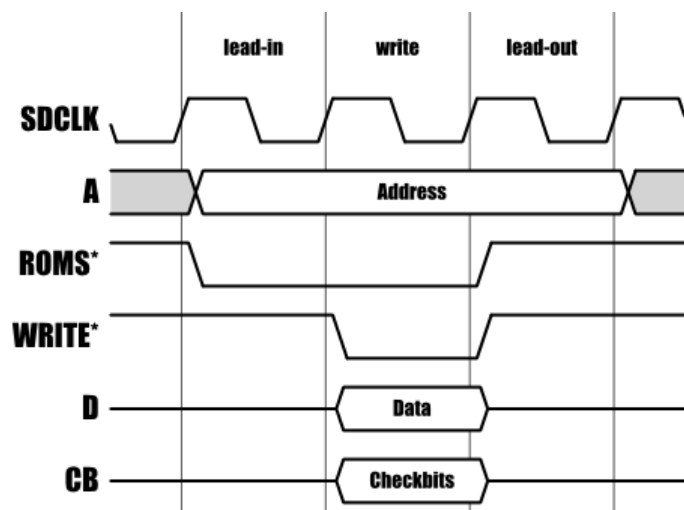 lead-in write lead-out
SDCLK
A Address
ROMS*
WRITE*
D Data
CB Checkbits